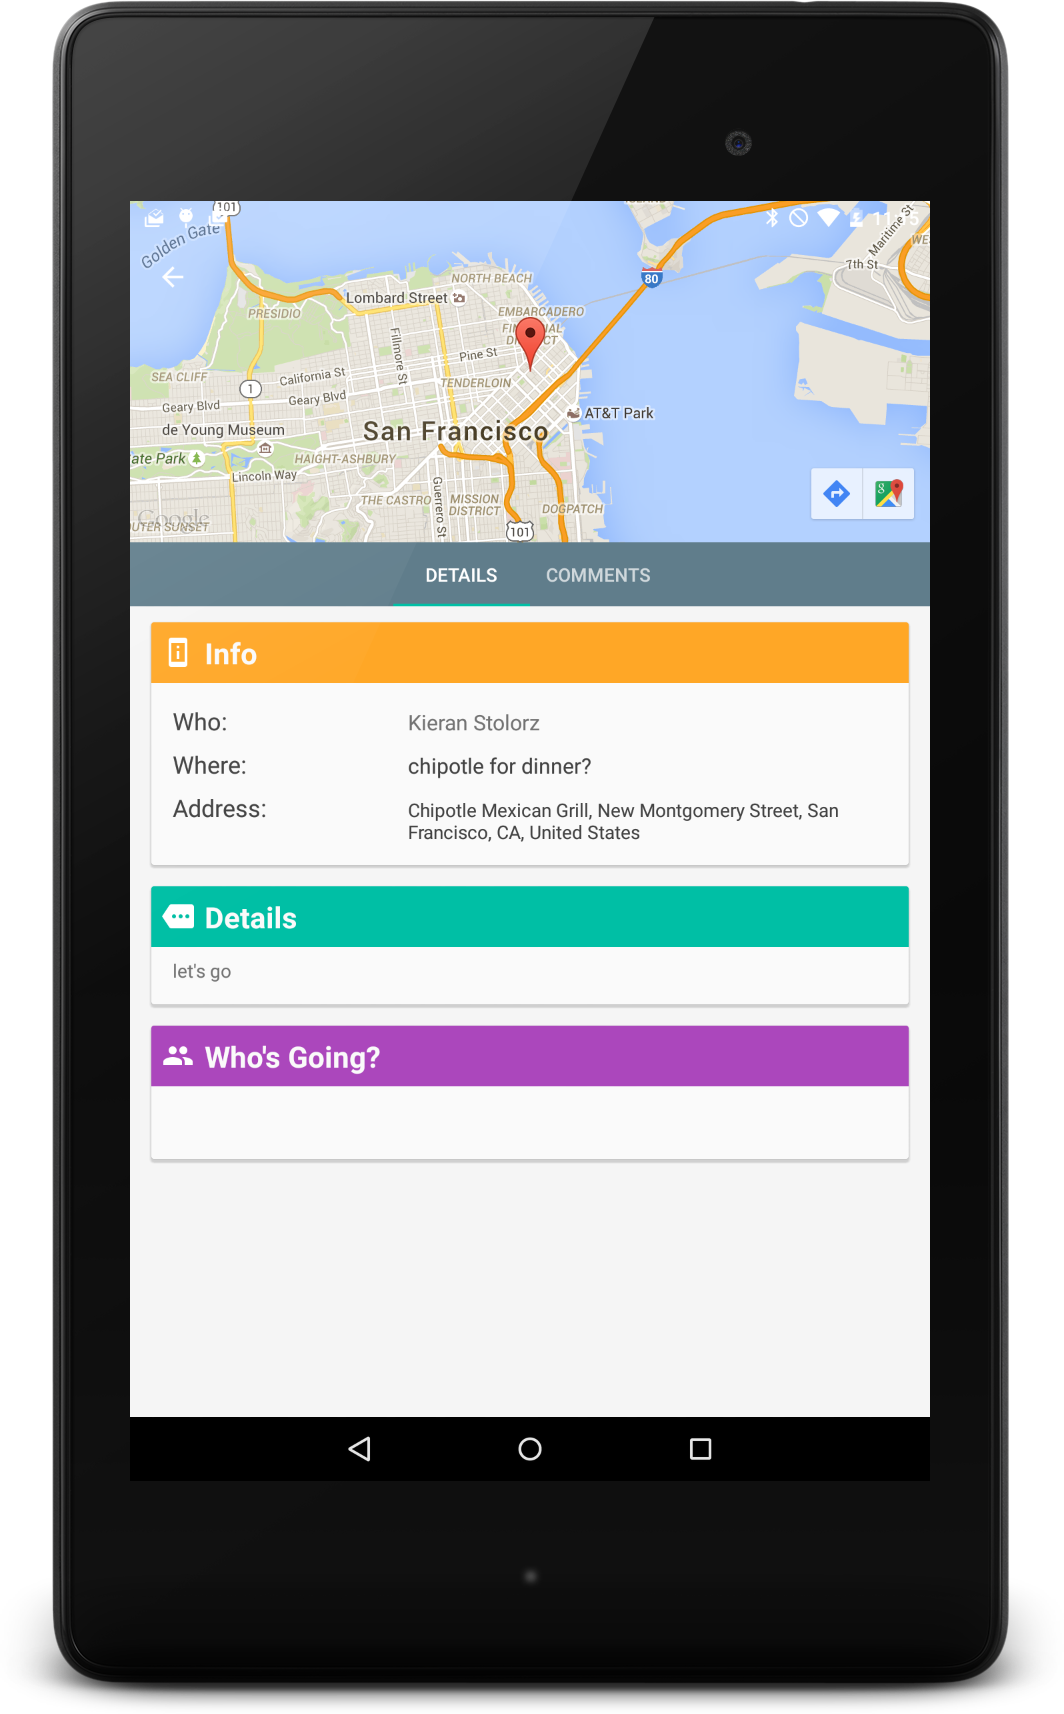 101
Golden Gate
80
Maritime St
7th St
WE
NORTH BEACH
Lombard Street
PRESIDIO
EMBARCADERO
Fillmore St
Pine St
SEA CLIFF
California St
TENDERLOIN
1
Geary Blvd
Geary Blvd
AT&T Park
de Young Museum
San Francisco
ate Park
HAIGHT-ASHBURY
Lincoln Way
Guerrero St
THE CASTRO
MISSION
DISTRICT
DOGPATCH
Google
OUTER SUNSET
101
DETAILS
COMMENTS
Info
Who:
Kieran Stolorz
Where:
chipotle for dinner?
Address:
Chipotle Mexican Grill, New Montgomery Street, San
Francisco, CA, United States
Details
let's go
Who's Going?